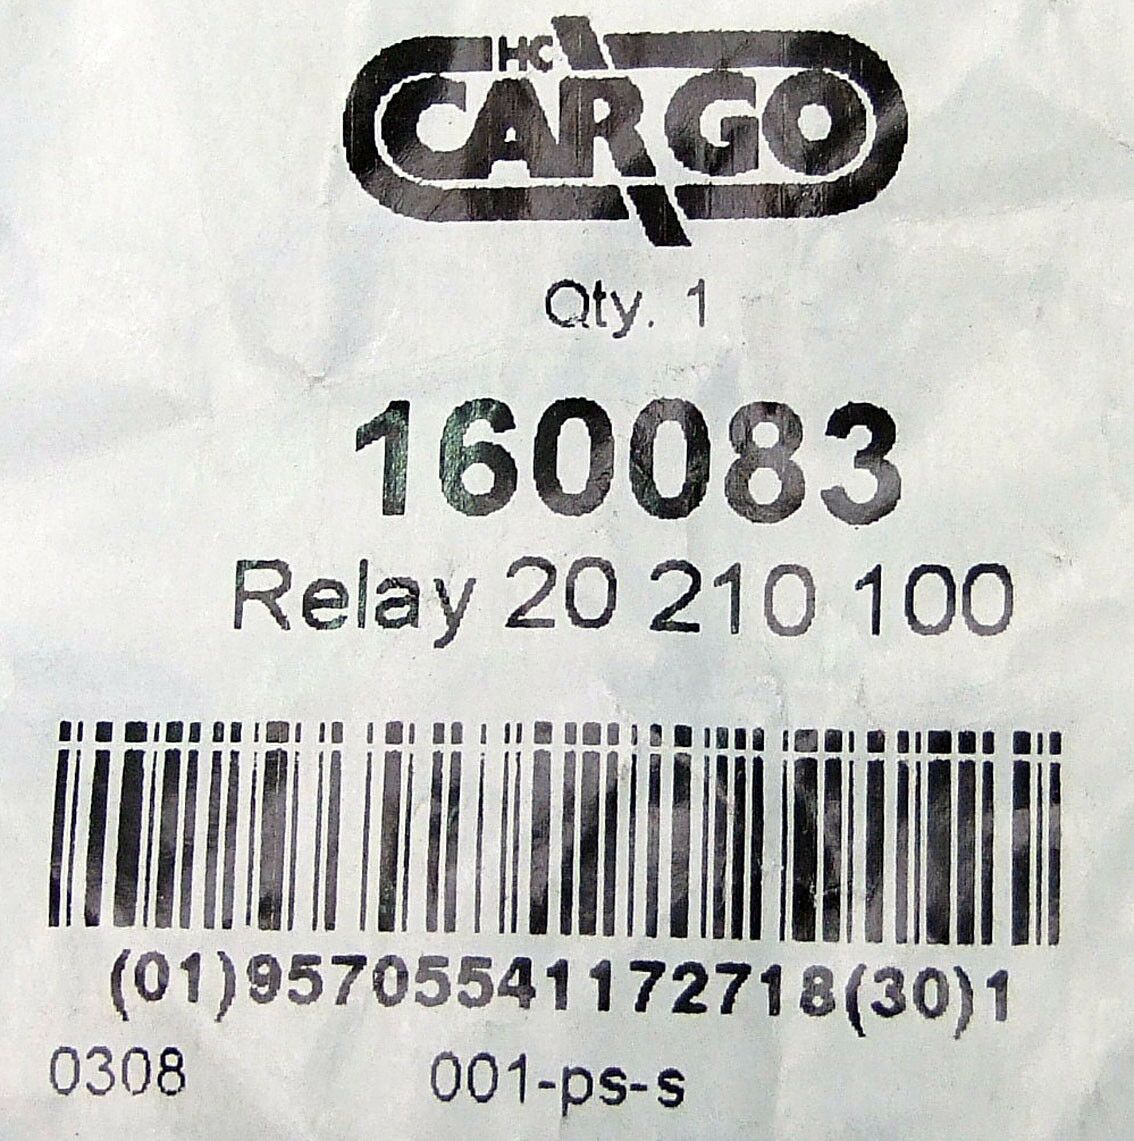 HC
CARGO
Qty. 1
160083
Relay 20 210 100
(01)95705541172718(30)1
0308 001-ps-s